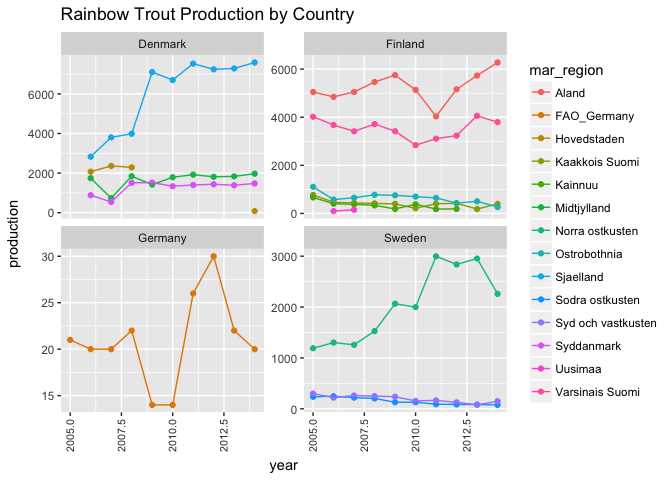 Rainbow Trout Production by Country
Denmark
Finland
6000
4000
2000
0
6000
4000
2000
0
Germany
Sweden
30
25
20
15
3000
2000
1000
0
2005.0
2007.5
2010.0
2012.5
2005.0
2007.5
2010.0
2012.5
production
year
mar_region
Aland
FAO_Germany
Hovedstaden
Kaakkois Suomi
Kainnuu
Midtjylland
Norra ostkusten
Ostrobothnia
Sjaelland
Sodra ostkusten
Syd och vastkusten
Syddanmark
Uusimaa
Varsinais Suomi